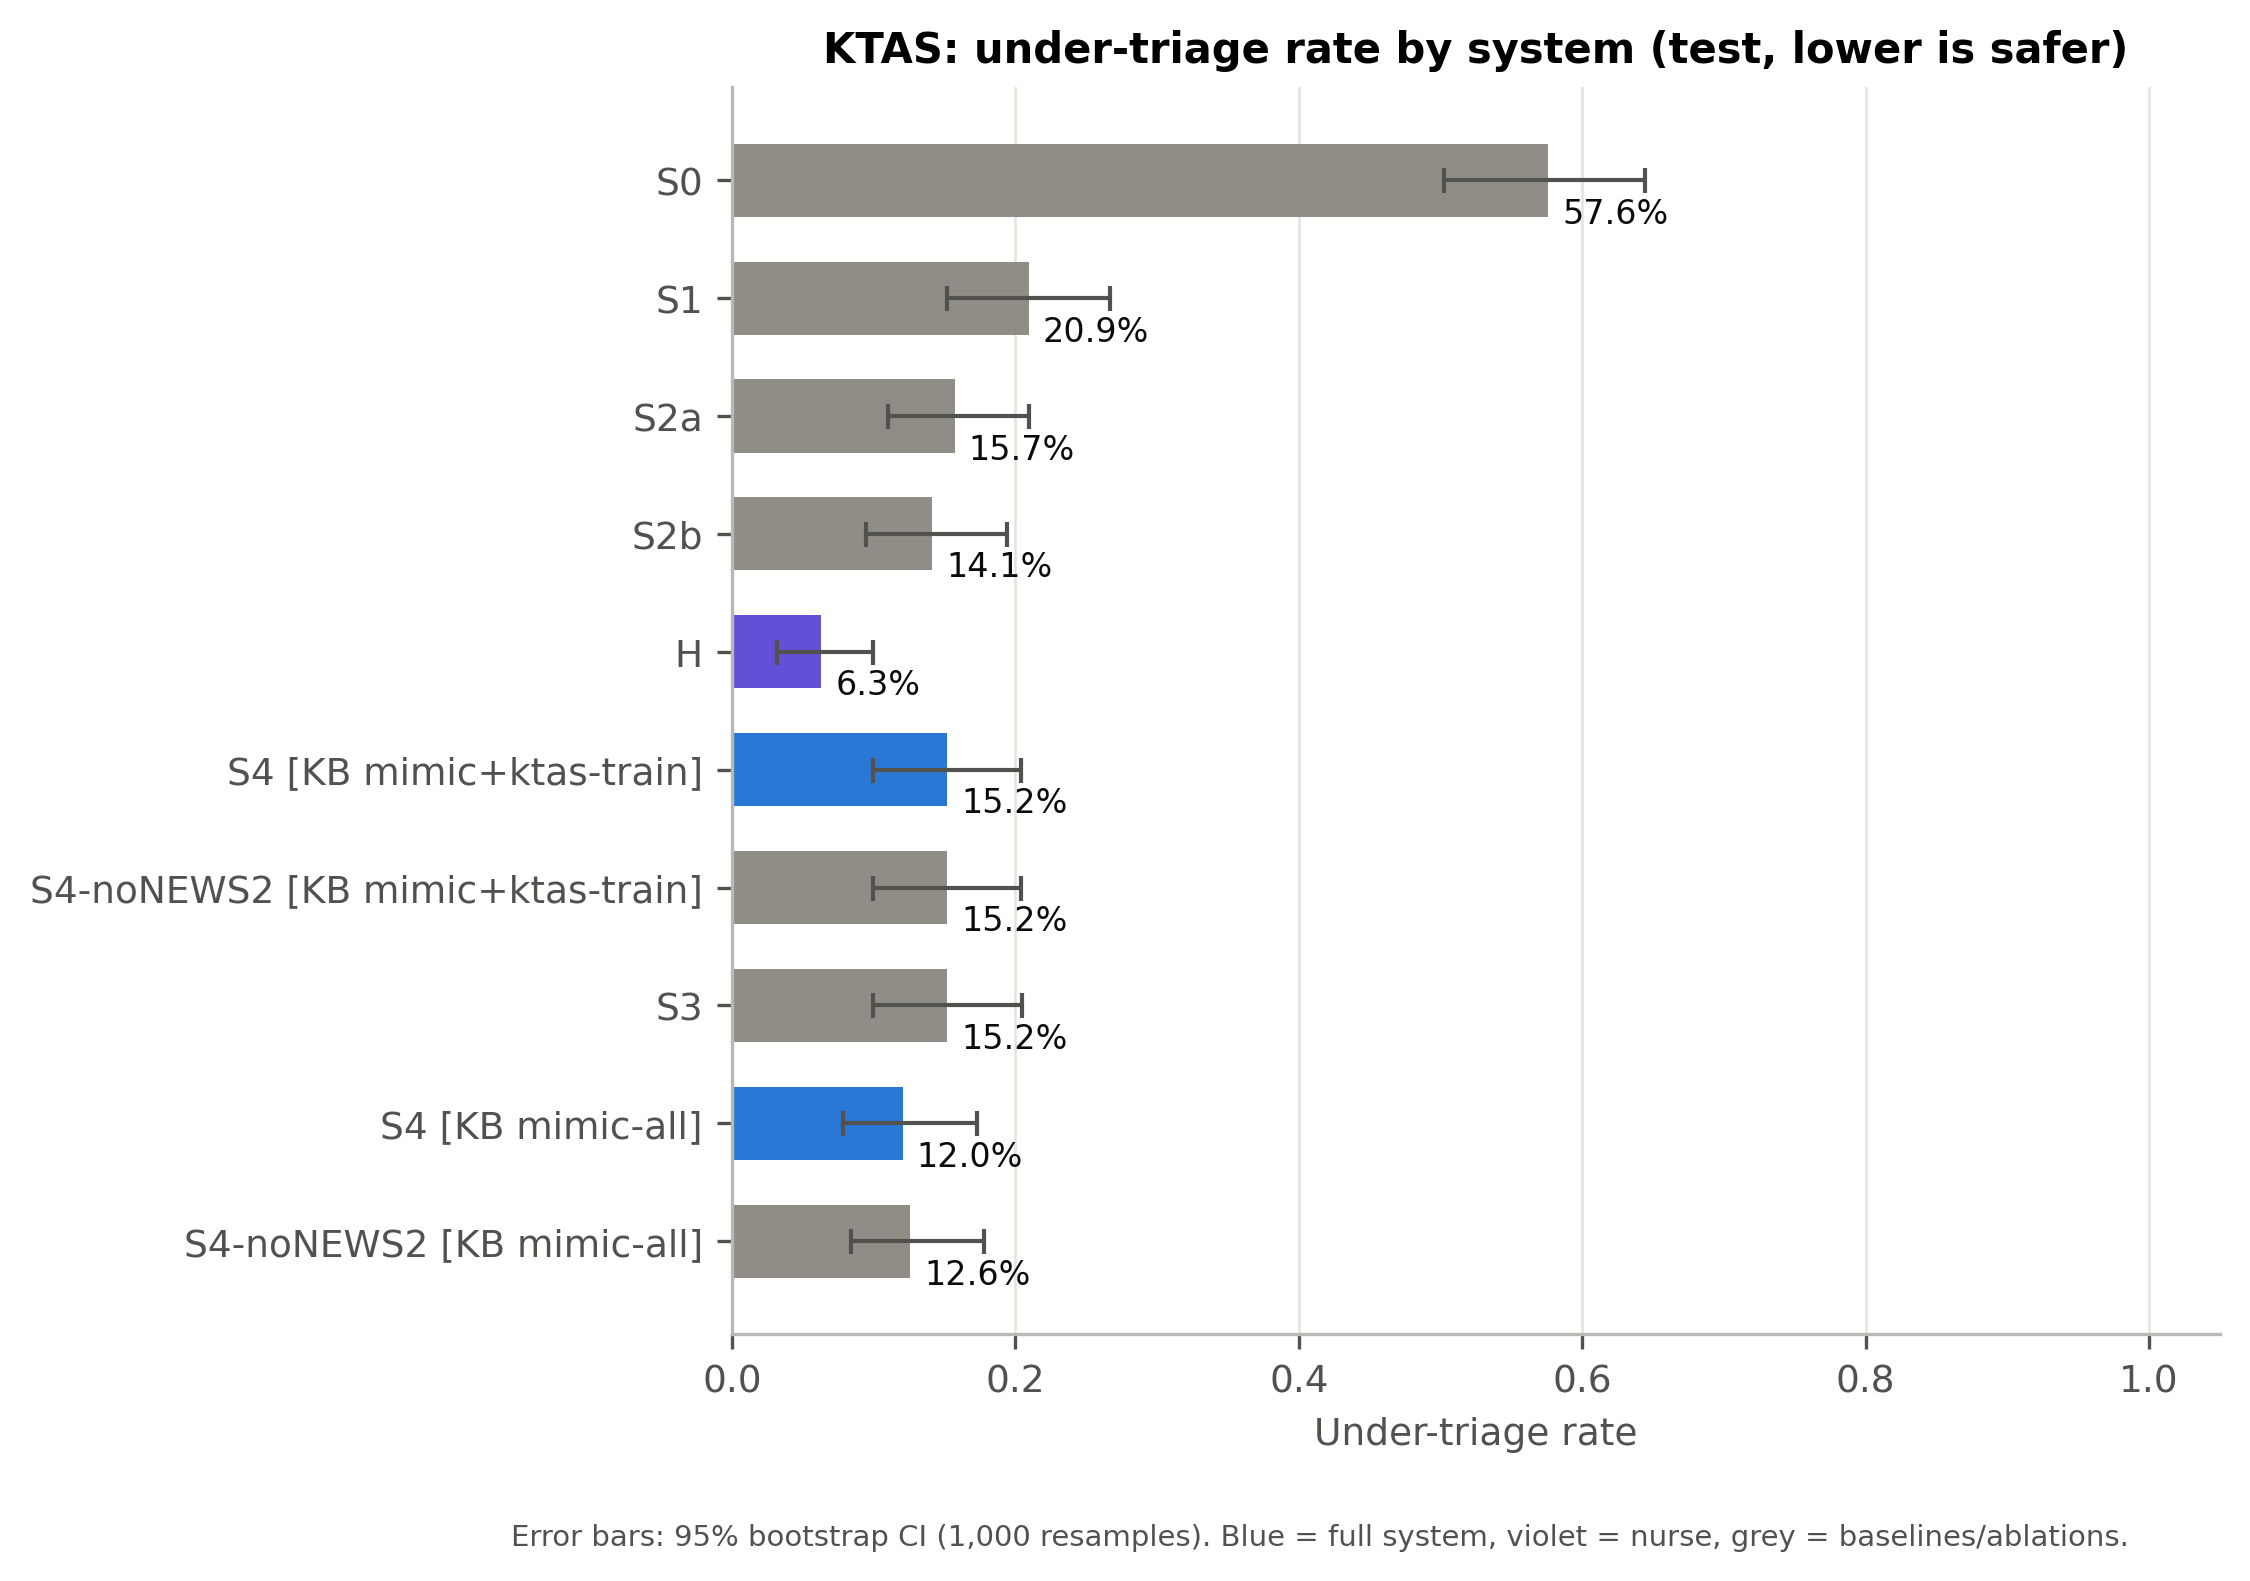 KTAS: under-triage rate by system (test, lower is safer)
S0
57.6%
S1
20.9%
S2a
15.7%
S2b
14.1%
H
6.3%
S4 [KB mimic+ktas-train]
15.2%
S4-noNEWS2 [KB mimic+ktas-train]
15.2%
S3
15.2%
S4 [KB mimic-all]
12.0%
S4-noNEWS2 [KB mimic-all]
12.6%
0.0 0.2 0.4 0.6 0.8 1.0
Under-triage rate
Error bars: 95% bootstrap CI (1,000 resamples). Blue = full system, violet = nurse, grey = baselines/ablations.